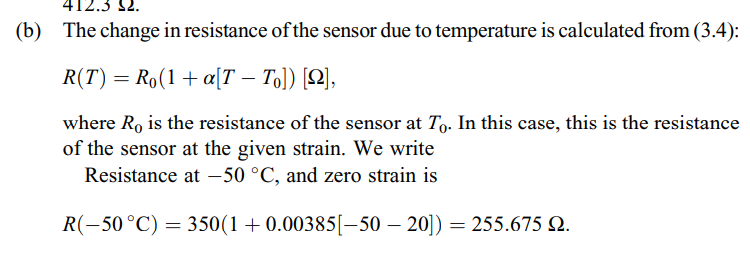 412.3 Ω.
(b) The change in resistance of the sensor due to temperature is calculated from (3.4):
R(T) = R₀(1 + α[T − T₀]) [Ω],
where R₀ is the resistance of the sensor at T₀. In this case, this is the resistance
of the sensor at the given strain. We write
Resistance at −50 °C, and zero strain is
R(−50 °C) = 350(1 + 0.00385[−50 − 20]) = 255.675 Ω.